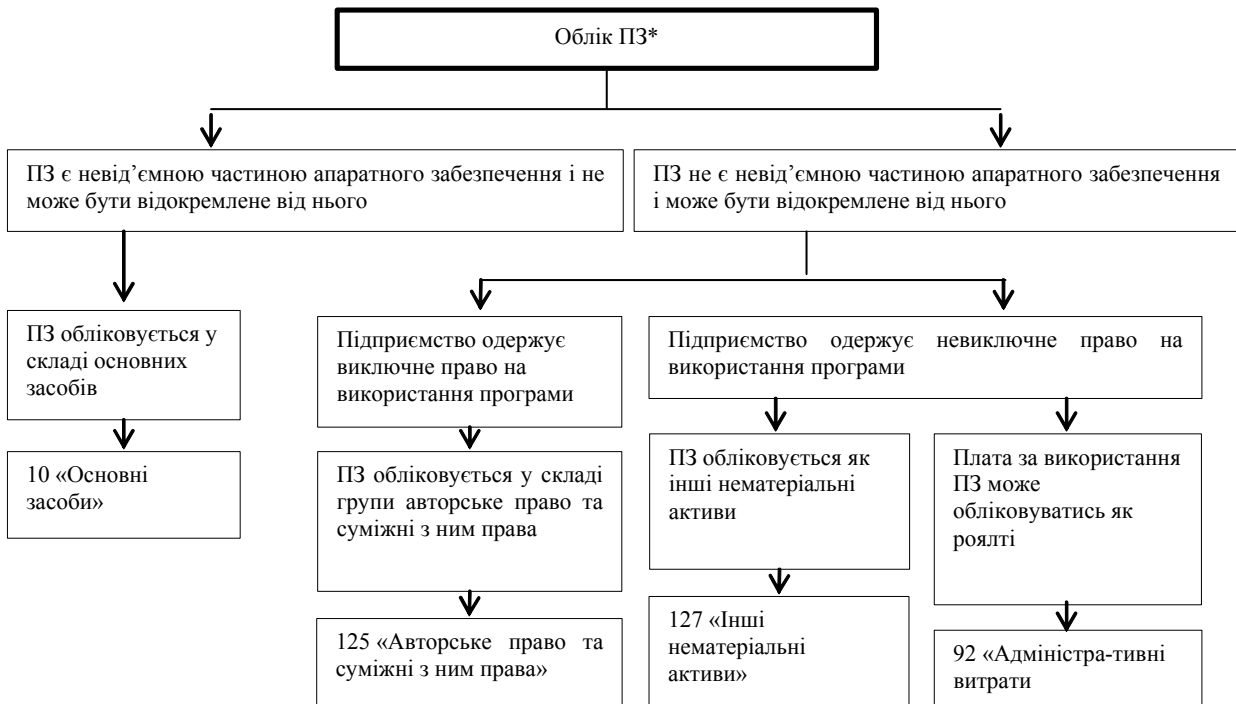 Облік ПЗ*
ПЗ є невід’ємною частиною апаратного забезпечення і не
може бути відокремлене від нього
ПЗ не є невід’ємною частиною апаратного забезпечення
і може бути відокремлене від нього
ПЗ обліковується у
складі основних
засобів
Підприємство одержує
виключне право на
використання програми
Підприємство одержує невиключне право на
використання програми
10 «Основні
засоби»
ПЗ обліковується у складі
групи авторське право та
суміжні з ним права
ПЗ обліковується як
інші нематеріальні
активи
Плата за використання
ПЗ може
обліковуватись як
роялті
125 «Авторське право та
суміжні з ним права»
127 «Інші
нематеріальні
активи»
92 «Адміністра-тивні
витрати